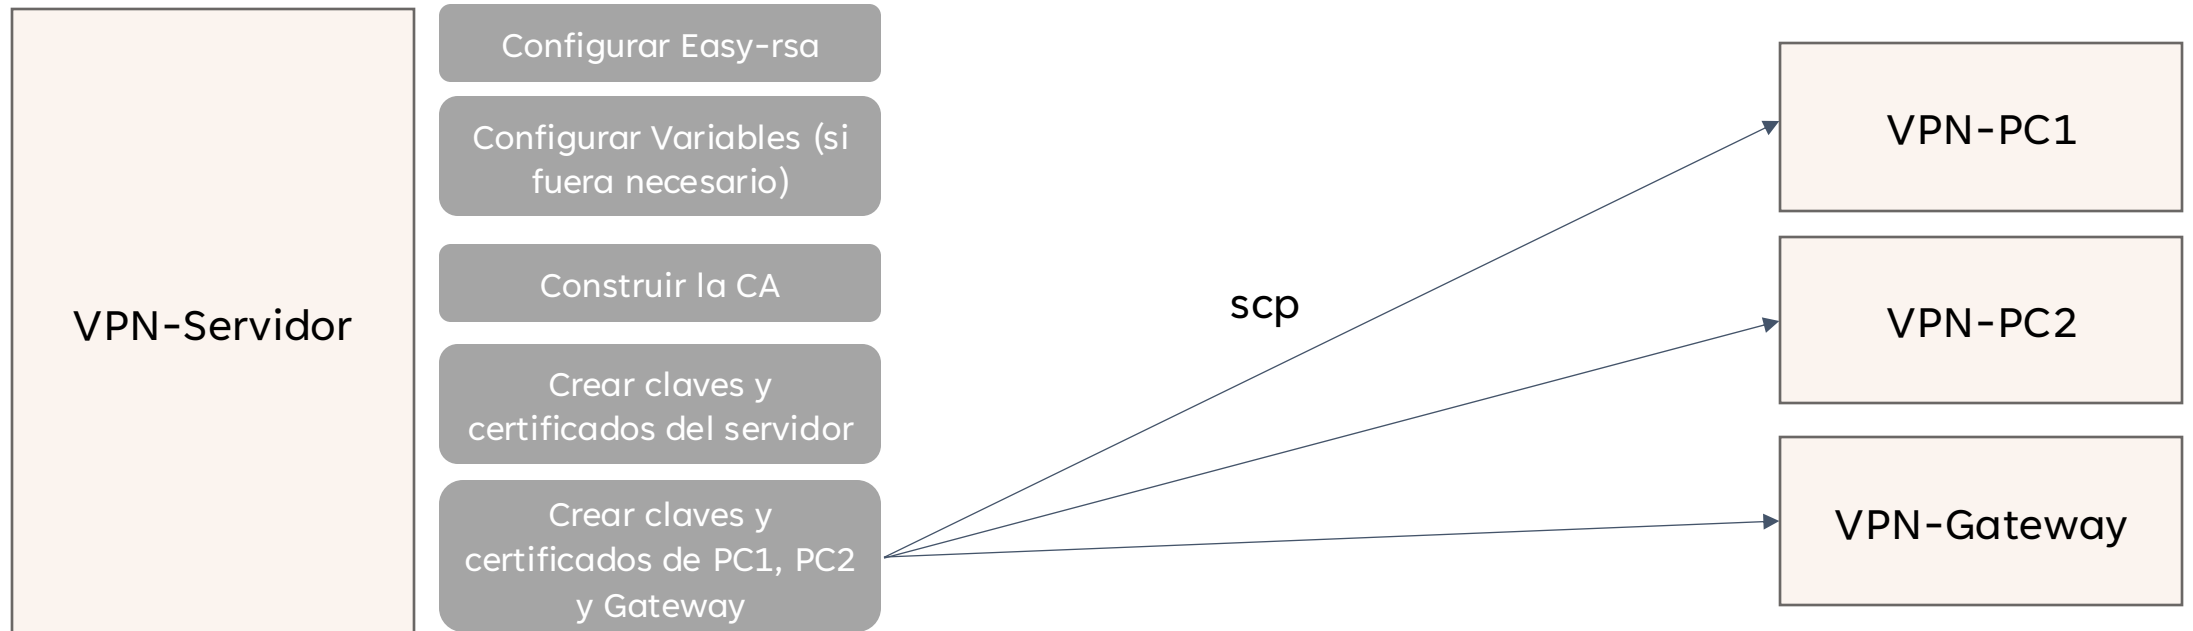 VPN-Servidor
Configurar Easy-rsa
Configurar Variables (si
fuera necesario)
Construir la CA
Crear claves y
certificados del servidor
Crear claves y
certificados de PC1, PC2
y Gateway
scp
VPN-PC1
VPN-PC2
VPN-Gateway